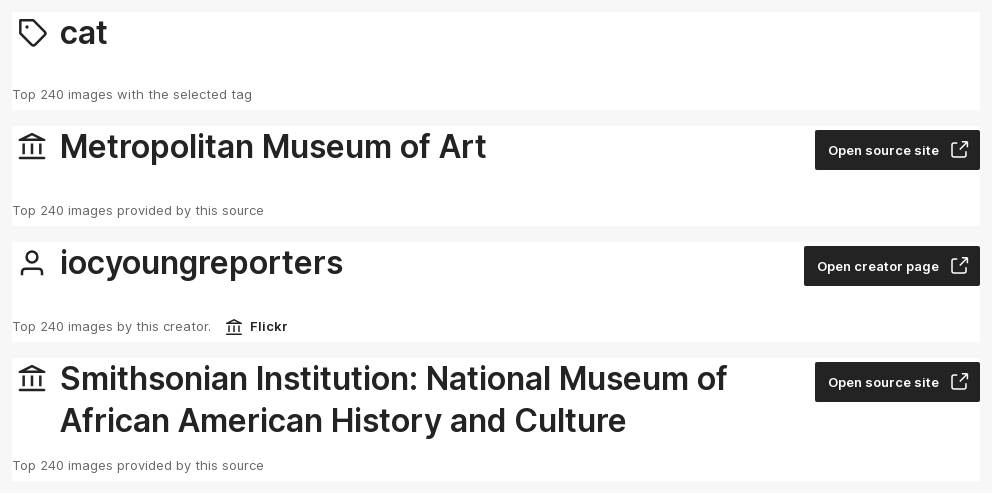 cat
Top 240 images with the selected tag
Metropolitan Museum of Art
Open source site
Top 240 images provided by this source
iocyoungreporters
Open creator page
Top 240 images by this creator. Flickr
Smithsonian Institution: National Museum of
African American History and Culture
Open source site
Top 240 images provided by this source